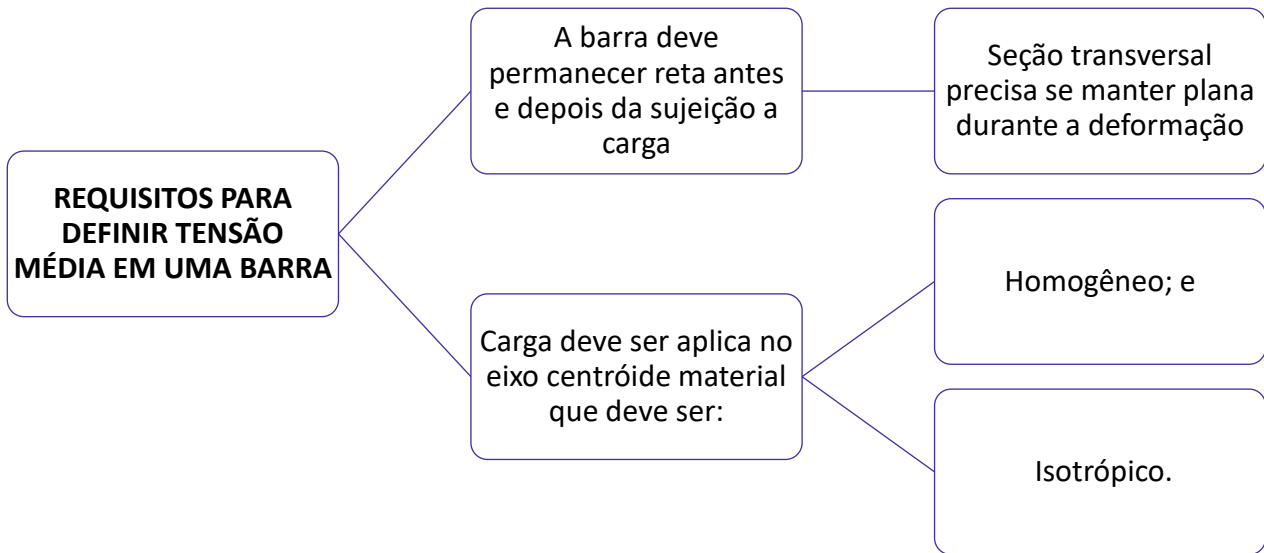 REQUISITOS PARA
DEFINIR TENSÃO
MÉDIA EM UMA BARRA
A barra deve
permanecer reta antes
e depois da sujeição a
carga
Seção transversal
precisa se manter plana
durante a deformação
Carga deve ser aplica no
eixo centróide material
que deve ser:
Homogêneo; e
Isotrópico.